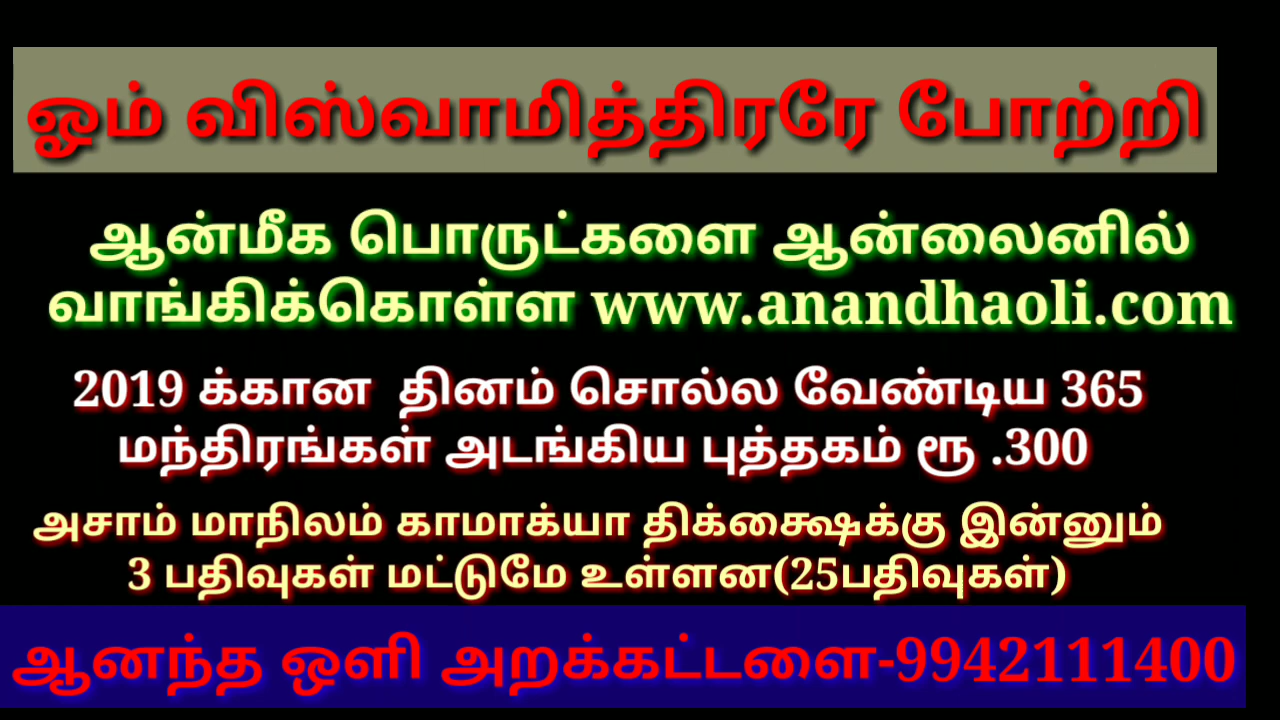 ஓம் விஸ்வாமித்திரரே போற்றி
ஆன்மீக பொருட்களை ஆன்லைனில்
வாங்கிக்கொள்ள www.anandhaoli.com
2019 க்கான தினம் சொல்ல வேண்டிய 365
மந்திரங்கள் அடங்கிய புத்தகம் ரூ .300
அசாம் மாநிலம் காமாக்யா திக்க்ஷைக்கு இன்னும்
3 பதிவுகள் மட்டுமே உள்ளன(25பதிவுகள்)
ஆனந்த ஒளி அறக்கட்டளை-9942111400